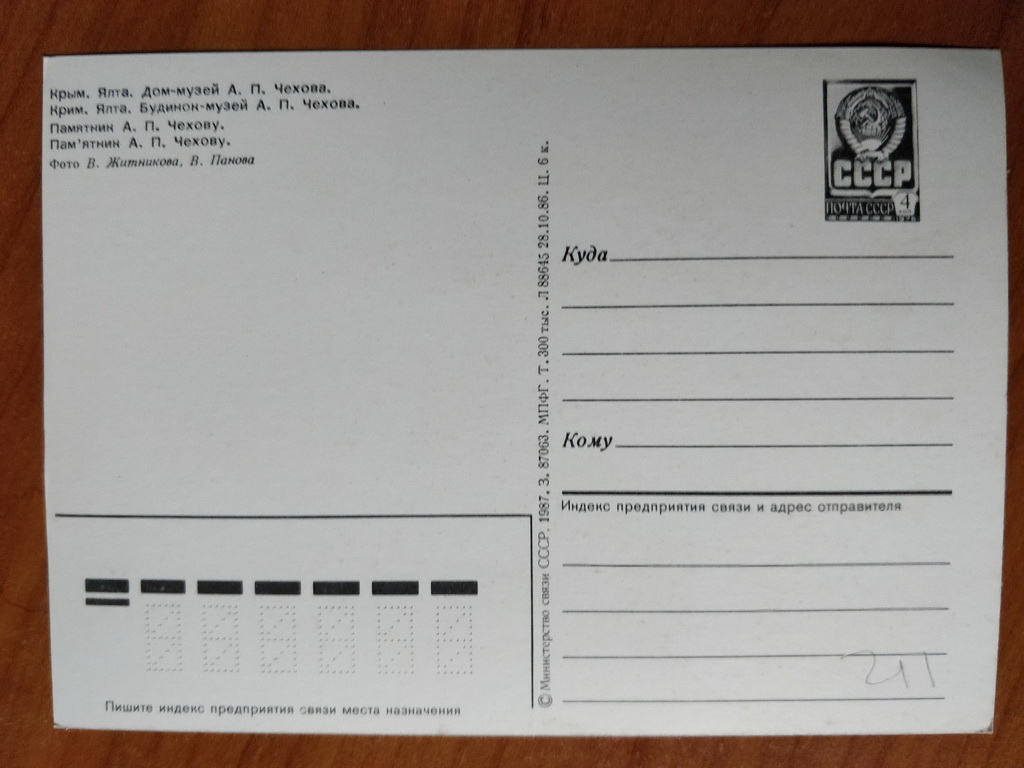 Крым. Ялта. Дом-музей А. П. Чехова.
Крим. Ялта. Будинок-музей А. П. Чехова.
Памятник А. П. Чехову.
Пам'ятник А. П. Чехову.
Фото В. Житникова, В. Панова
СССР
ПОЧТА СССР 4
Куда
Кому
Индекс предприятия связи и адрес отправителя
© Министерство связи СССР. 1987. З. 87063. МПФГ. Т. 300 тыс. Л 88645 28.10.86. Ц. 6 к.
Пишите индекс предприятия связи места назначения
211